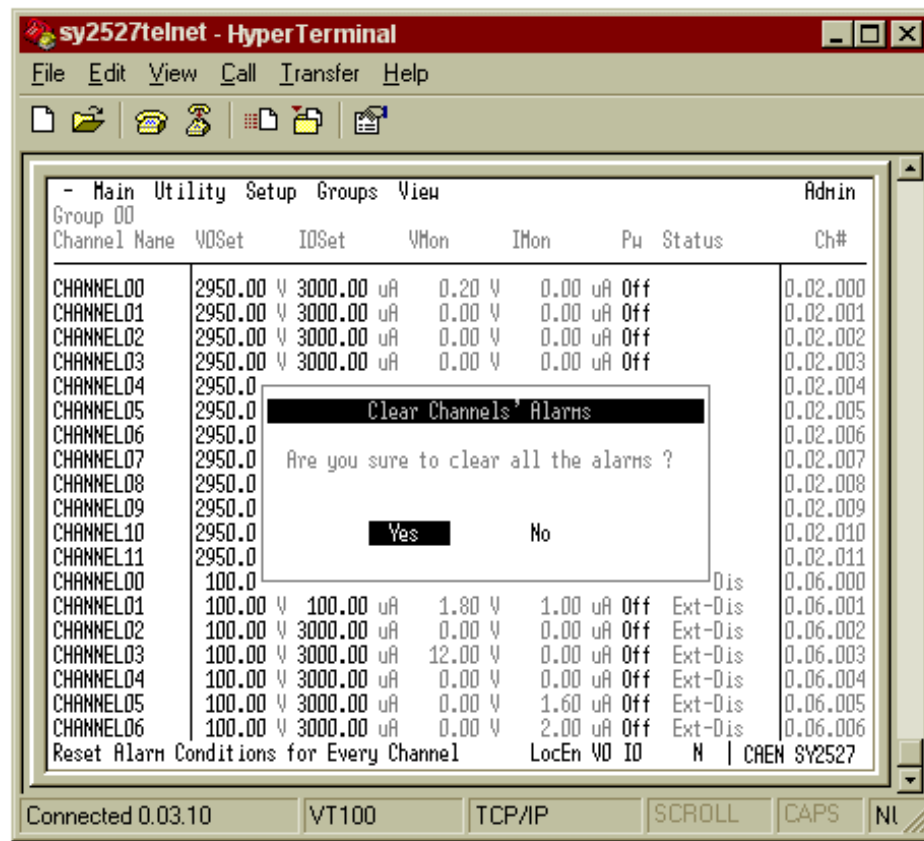 sy2527telnet - HyperTerminal
File Edit View Call Transfer Help
- Main Utility Setup Groups View Admin
Group 00
Channel Name V0Set I0Set VMon IMon Pw Status Ch#
CHANNEL00 2950.00 V 3000.00 uA 0.20 V 0.00 uA Off 0.02.000
CHANNEL01 2950.00 V 3000.00 uA 0.00 V 0.00 uA Off 0.02.001
CHANNEL02 2950.00 V 3000.00 uA 0.00 V 0.00 uA Off 0.02.002
CHANNEL03 2950.00 V 3000.00 uA 0.00 V 0.00 uA Off 0.02.003
CHANNEL04 2950.0 0.02.004
CHANNEL05 2950.0 Clear Channels' Alarms 0.02.005
CHANNEL06 2950.0 0.02.006
CHANNEL07 2950.0 Are you sure to clear all the alarms ? 0.02.007
CHANNEL08 2950.0 0.02.008
CHANNEL09 2950.0 0.02.009
CHANNEL10 2950.0 Yes No 0.02.010
CHANNEL11 2950.0 0.02.011
CHANNEL00 100.0 Dis 0.06.000
CHANNEL01 100.00 V 100.00 uA 1.80 V 1.00 uA Off Ext-Dis 0.06.001
CHANNEL02 100.00 V 3000.00 uA 0.00 V 0.00 uA Off Ext-Dis 0.06.002
CHANNEL03 100.00 V 3000.00 uA 12.00 V 0.00 uA Off Ext-Dis 0.06.003
CHANNEL04 100.00 V 3000.00 uA 0.00 V 0.00 uA Off Ext-Dis 0.06.004
CHANNEL05 100.00 V 3000.00 uA 0.00 V 1.60 uA Off Ext-Dis 0.06.005
CHANNEL06 100.00 V 3000.00 uA 0.00 V 2.00 uA Off Ext-Dis 0.06.006
Reset Alarm Conditions for Every Channel LocEn V0 I0 N CAEN SY2527
Connected 0.03.10 VT100 TCP/IP SCROLL CAPS